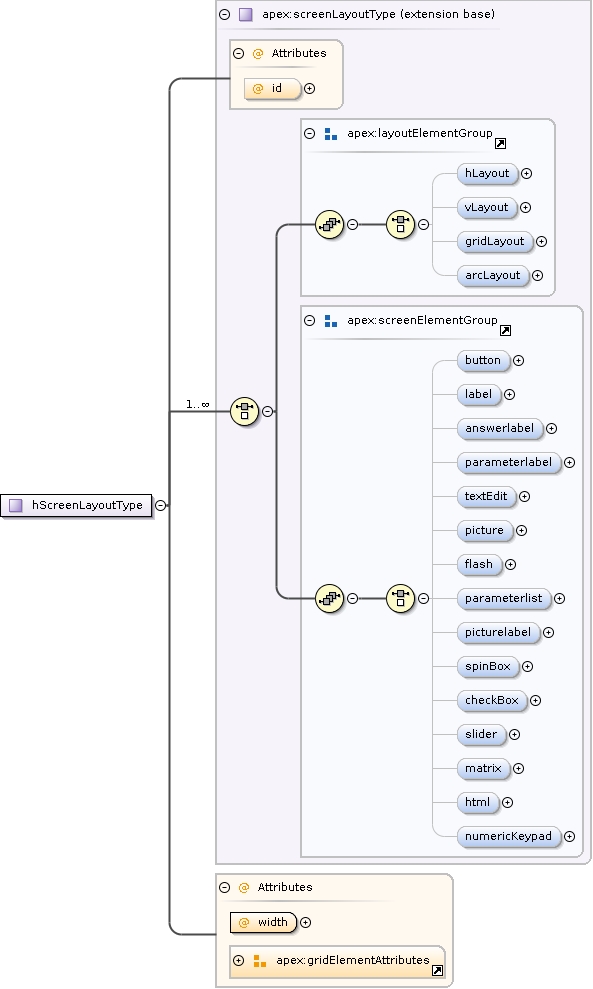 apex:screenLayoutType (extension base)
Attributes
@ id
apex:layoutElementGroup
hLayout
vLayout
gridLayout
arcLayout
apex:screenElementGroup
button
label
1..∞
answerlabel
parameterlabel
textEdit
hScreenLayoutType
picture
flash
parameterlist
picturelabel
spinBox
checkBox
slider
matrix
html
numericKeypad
@ Attributes
@ width
apex:gridElementAttributes